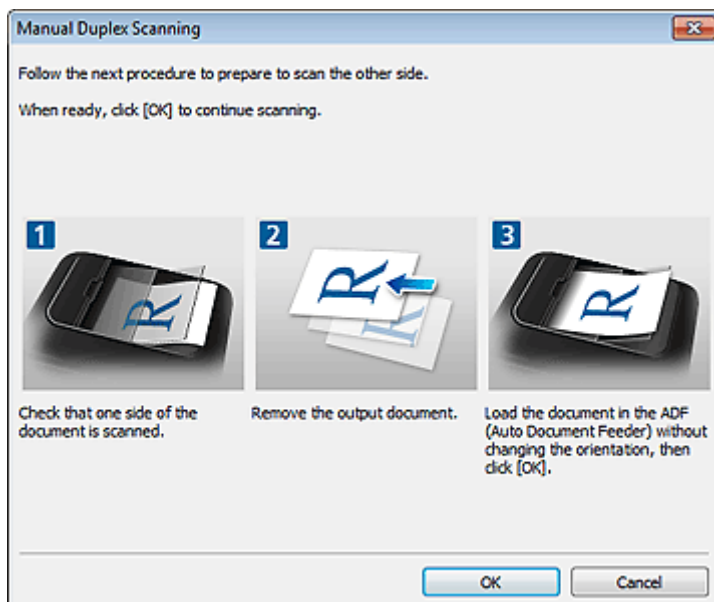 Manual Duplex Scanning
Follow the next procedure to prepare to scan the other side.
When ready, click [OK] to continue scanning.
1
R
2
R
R
3
R
Check that one side of the
document is scanned.
Remove the output document.
Load the document in the ADF
(Auto Document Feeder) without
changing the orientation, then
click [OK].
OK
Cancel